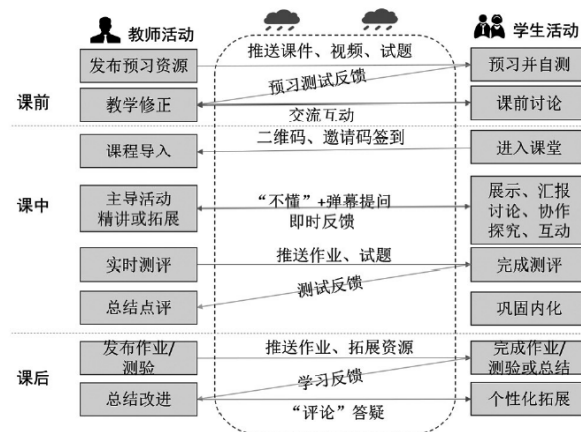 教师活动
学生活动
课前
发布预习资源
推送课件、视频、试题
预习并自测
预习测试反馈
教学修正
交流互动
课前讨论
课中
课程导入
二维码、邀请码签到
进入课堂
主导活动
精讲或拓展
“不懂”+弹幕提问
即时反馈
展示、汇报
讨论、协作
探究、互动
实时测评
推送作业、试题
完成测评
测试反馈
总结点评
巩固内化
课后
发布作业/
测验
推送作业、拓展资源
完成作业/
测验或总结
学习反馈
总结改进
“评论”答疑
个性化拓展